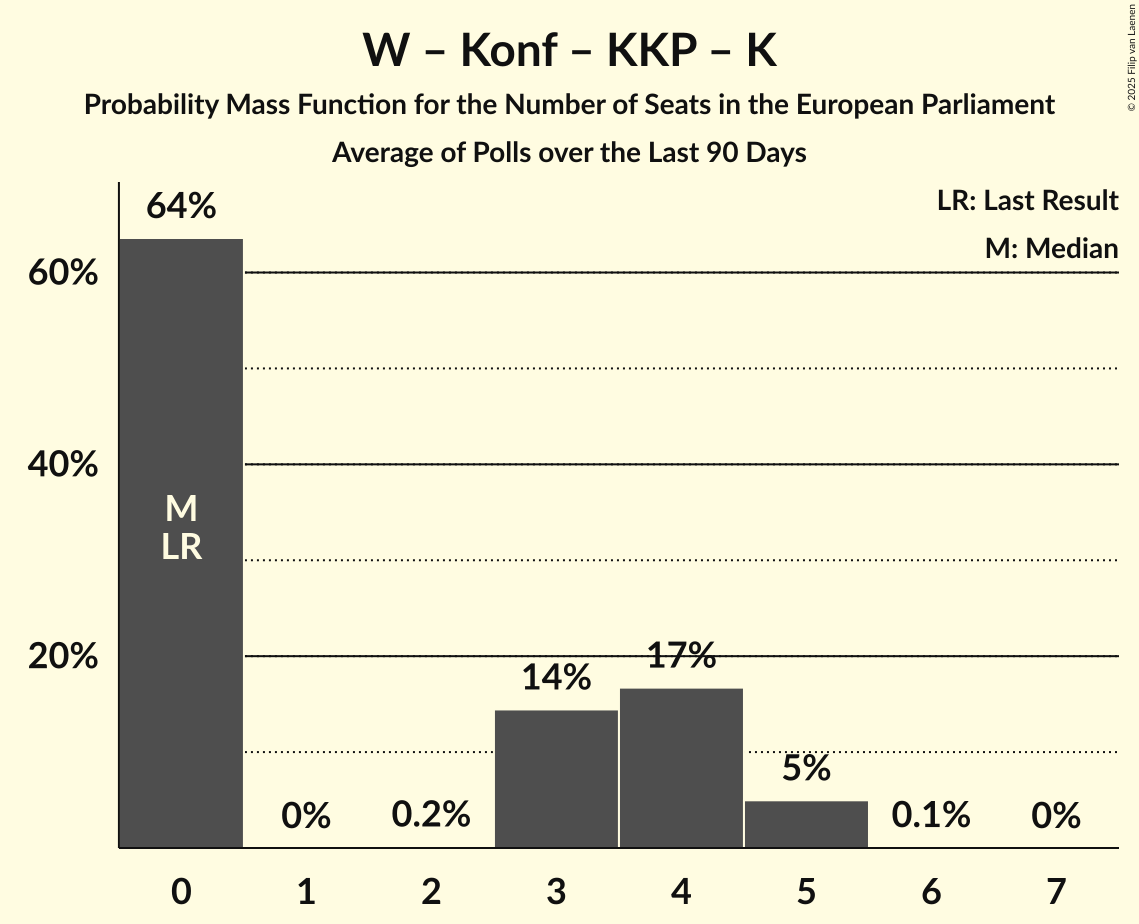 W – Konf – KKP – K
Probability Mass Function for the Number of Seats in the European Parliament
Average of Polls over the Last 90 Days
© 2025 Filip van Laenen
LR: Last Result
M: Median
64%
60%
40%
20%
M
LR
0%
0.2%
14%
17%
5%
0.1%
0%
0 1 2 3 4 5 6 7